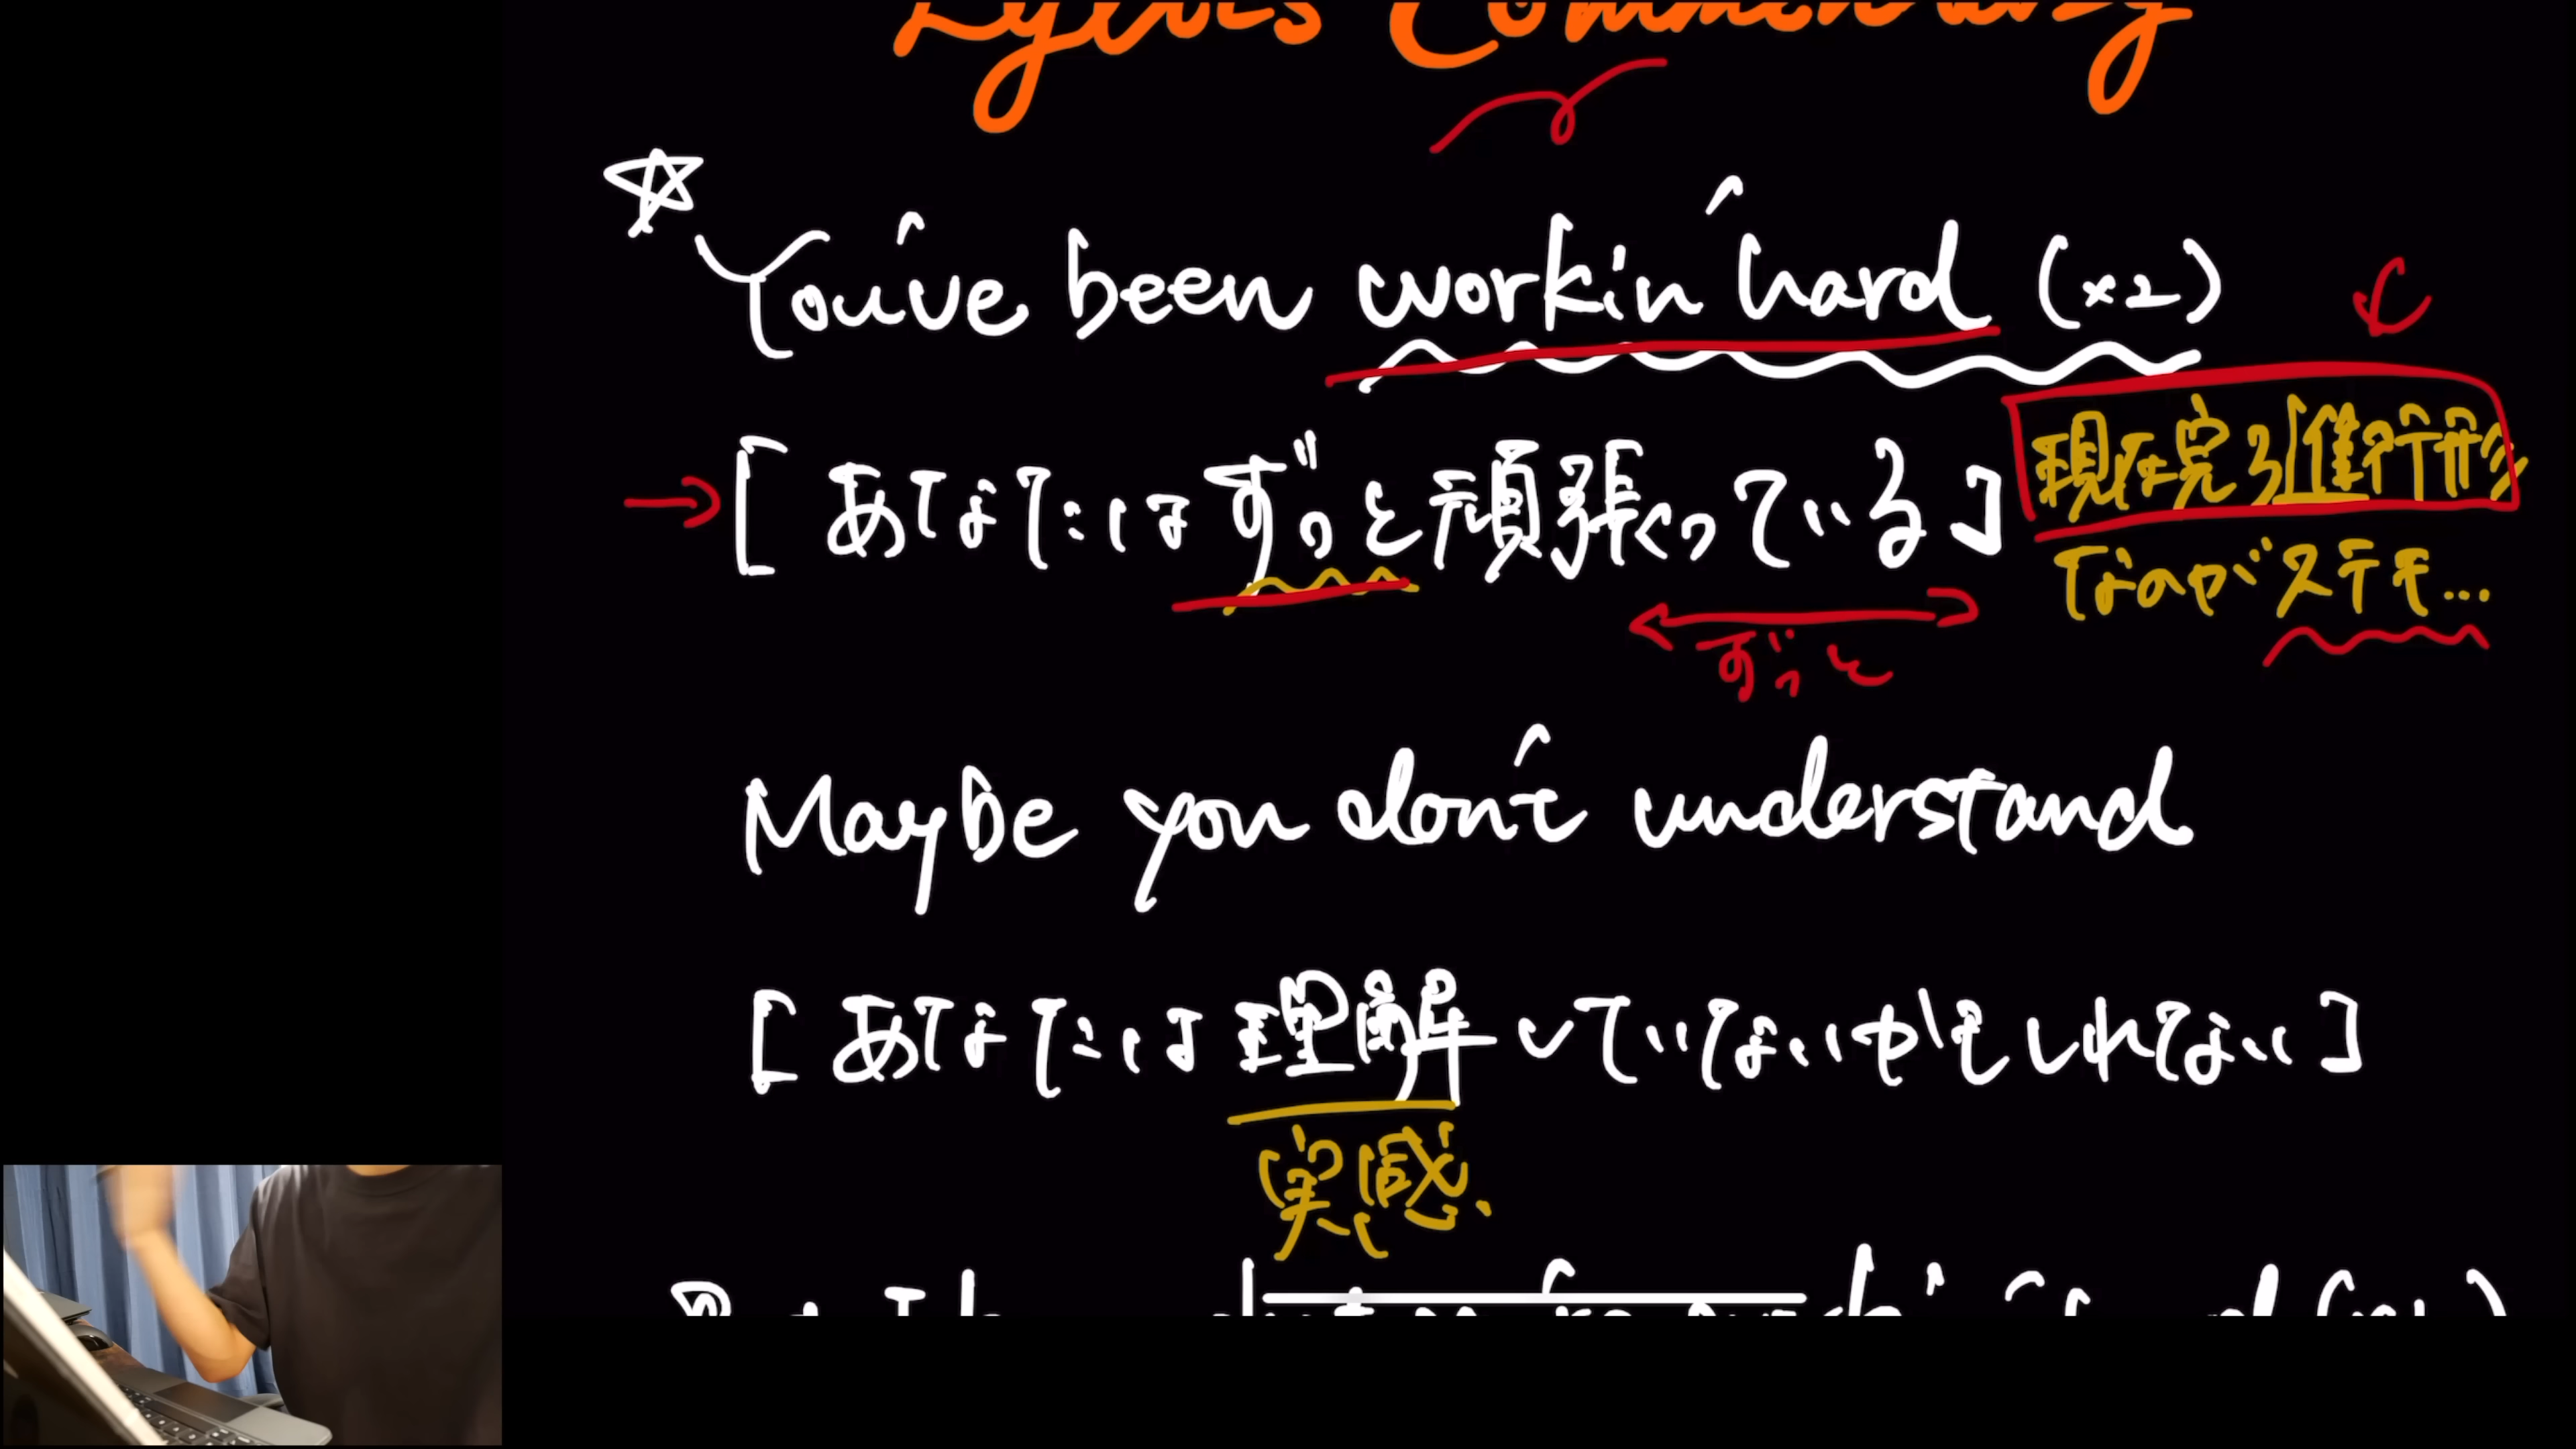 Lyrics Commentary
You've been workin' hard (×2)
[あなたはずっと頑張っている]
現在完了進行形
なのがステキ...
ずっと
Maybe you don't understand
[あなたは理解していないかもしれない]
実感